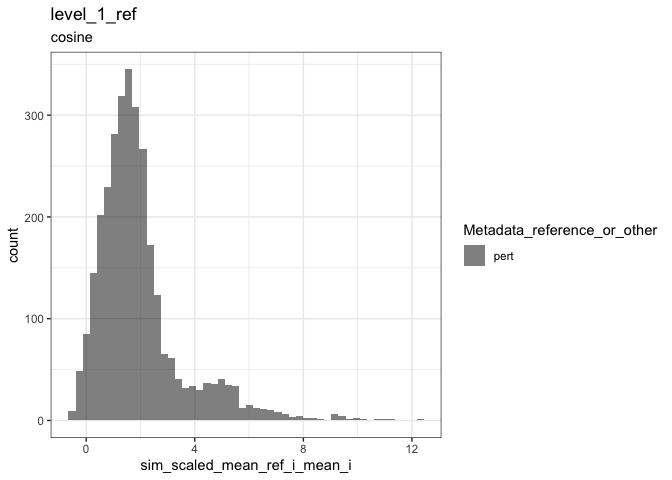 level_1_ref
cosine
300
200
100
0
count
0
4
8
12
sim_scaled_mean_ref_i_mean_i
Metadata_reference_or_other
pert